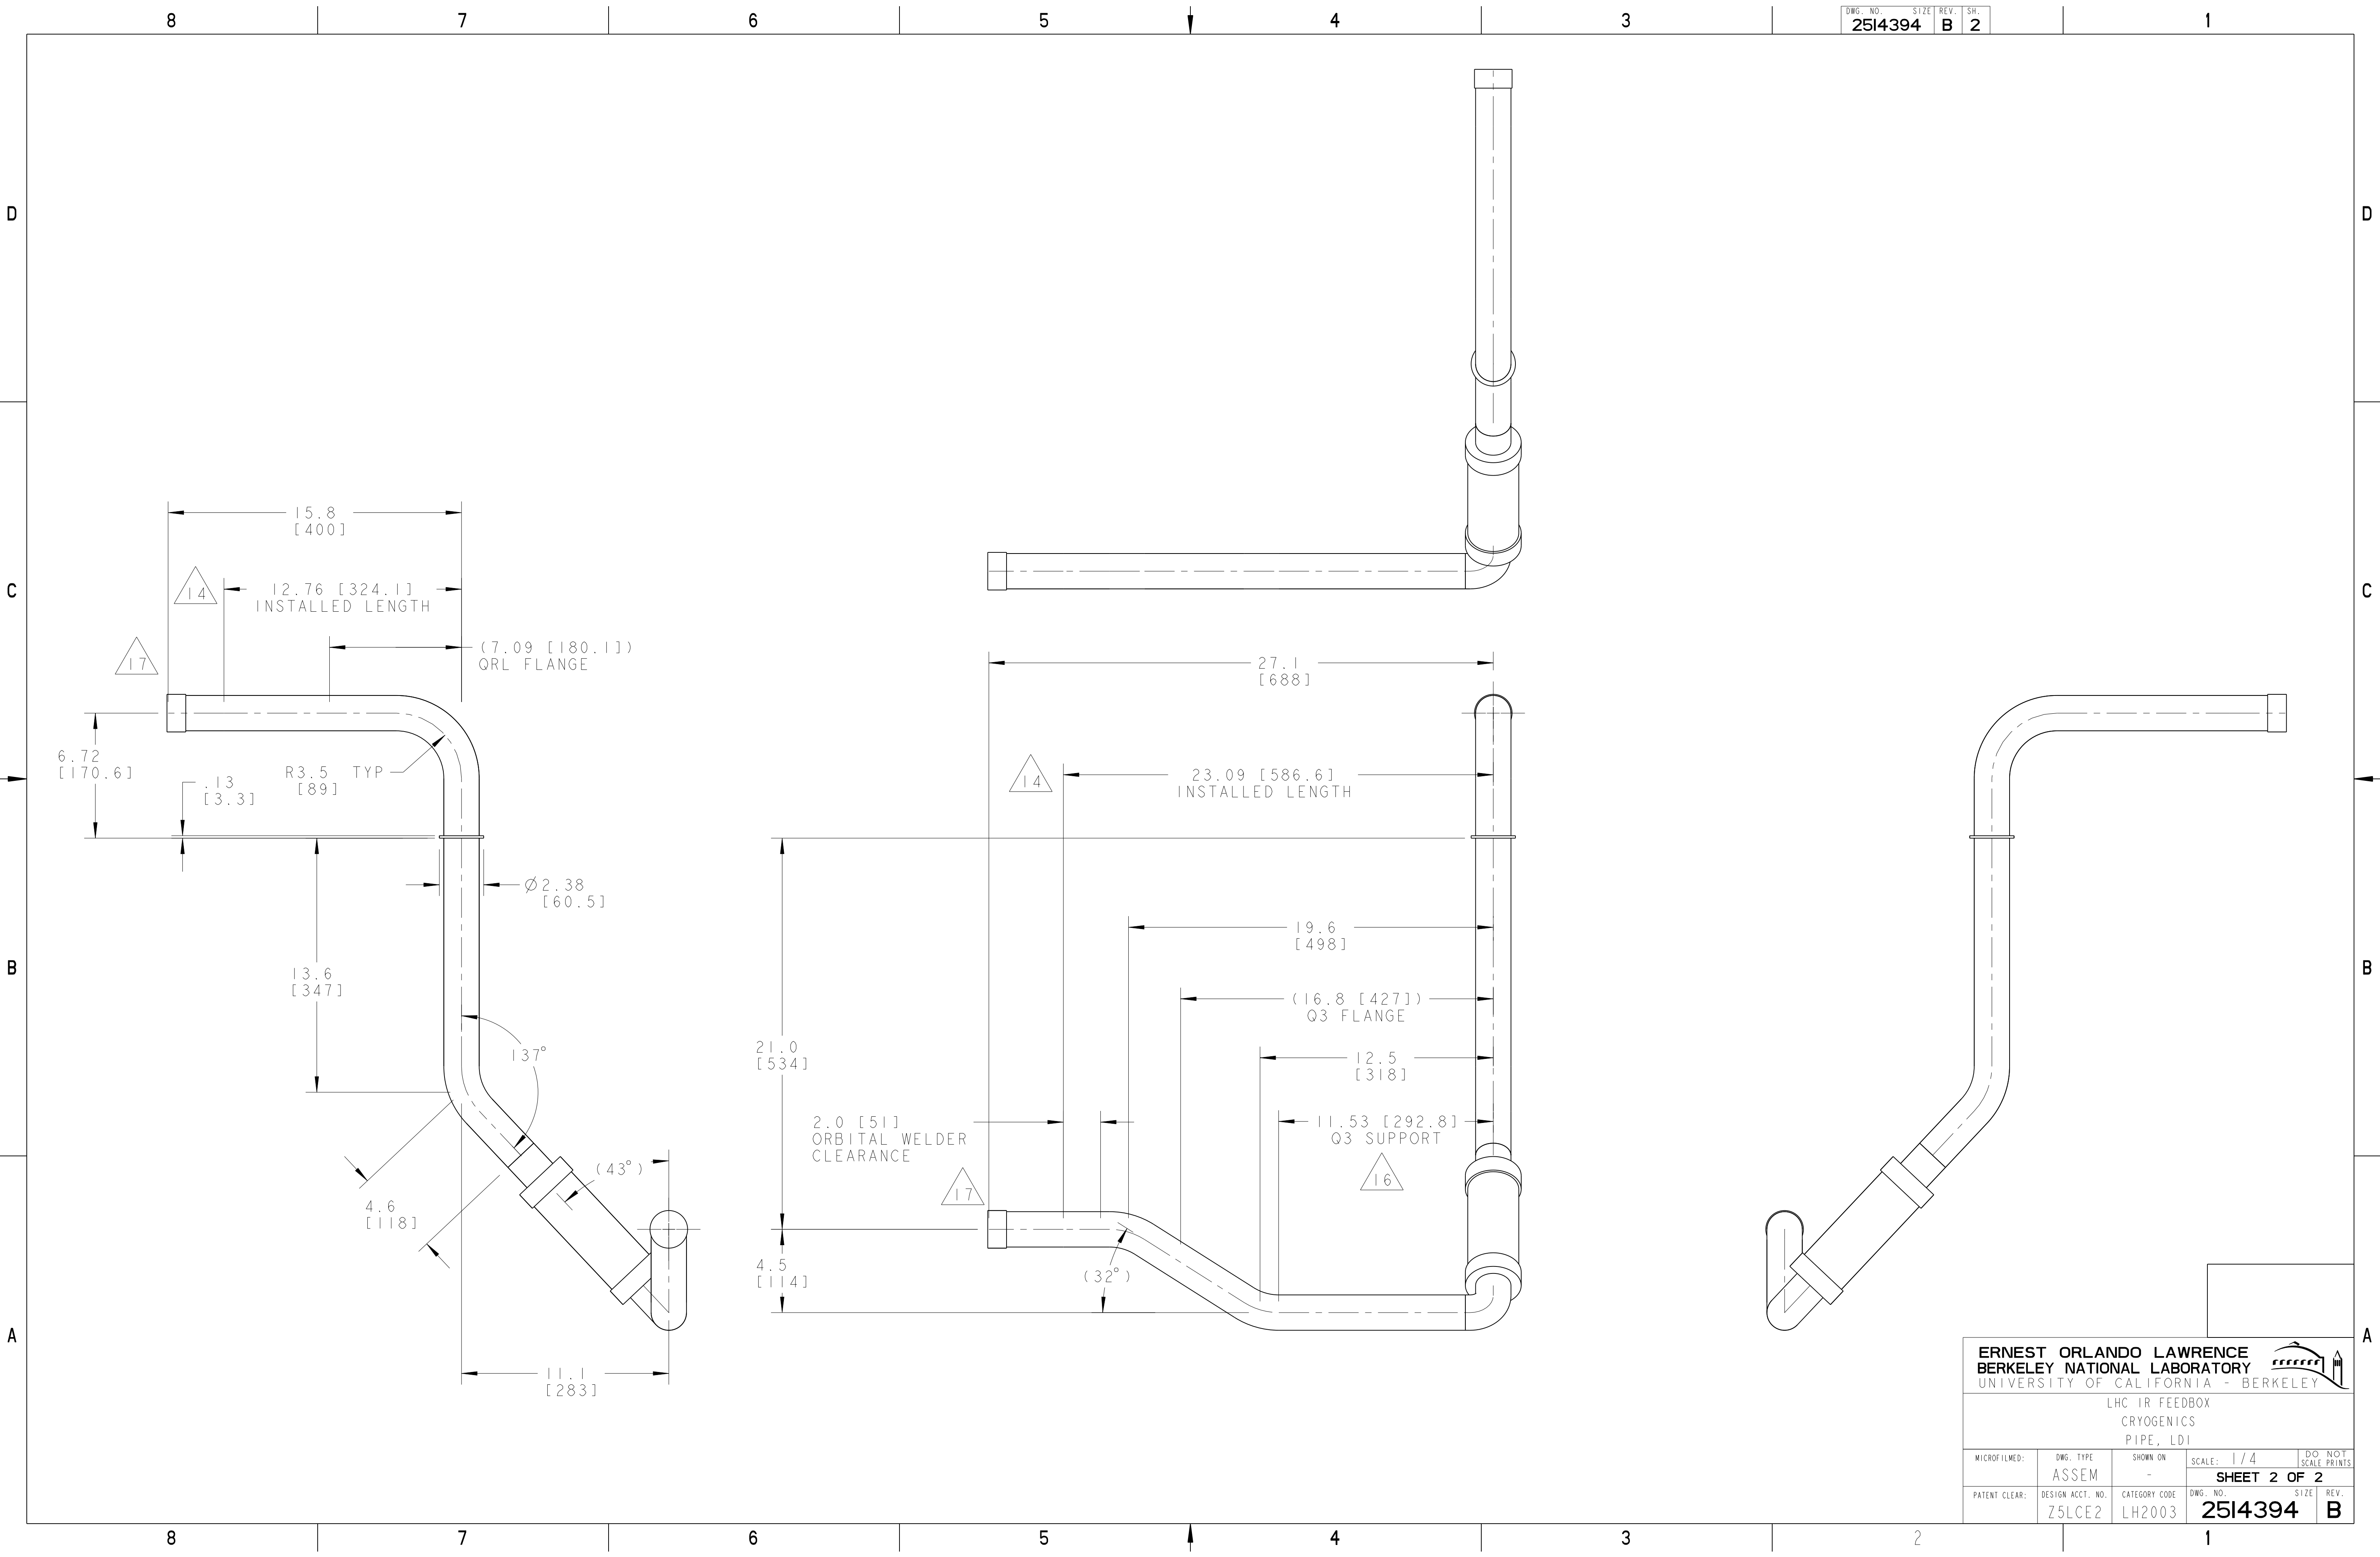 8 7 6 5 4 3 1
DWG. NO. SIZE REV. SH.
2514394 B 2
D D
15.8
[400]
14
12.76 [324.1]
INSTALLED LENGTH
C C
(7.09 [180.1])
QRL FLANGE
17
27.1
[688]
6.72
[170.6]
.13
[3.3]
R3.5 TYP
[89]
14
23.09 [586.6]
INSTALLED LENGTH
⌀2.38
[60.5]
19.6
[498]
B B
13.6
[347]
(16.8 [427])
Q3 FLANGE
137°
21.0
[534]
12.5
[318]
2.0 [51]
ORBITAL WELDER
CLEARANCE
11.53 [292.8]
Q3 SUPPORT
16
(43°)
17
4.6
[118]
4.5
[114]
(32°)
A A
11.1
[283]
ERNEST ORLANDO LAWRENCE
BERKELEY NATIONAL LABORATORY
UNIVERSITY OF CALIFORNIA - BERKELEY
LHC IR FEEDBOX
CRYOGENICS
PIPE, LD1
MICROFILMED: DWG. TYPE SHOWN ON SCALE: 1/4 DO NOT
SCALE PRINTS
ASSEM - SHEET 2 OF 2
PATENT CLEAR: DESIGN ACCT. NO. CATEGORY CODE DWG. NO. SIZE REV.
Z5LCE2 LH2003 2514394 B
8 7 6 5 4 3 2 1